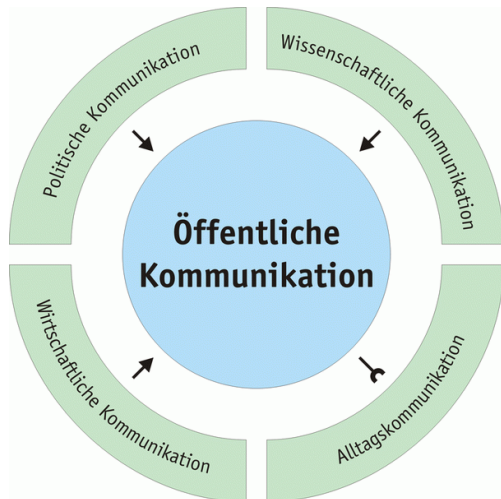 Politische Kommunikation
Wissenschaftliche Kommunikation
Öffentliche
Kommunikation
Wirtschaftliche Kommunikation
Alltagskommunikation